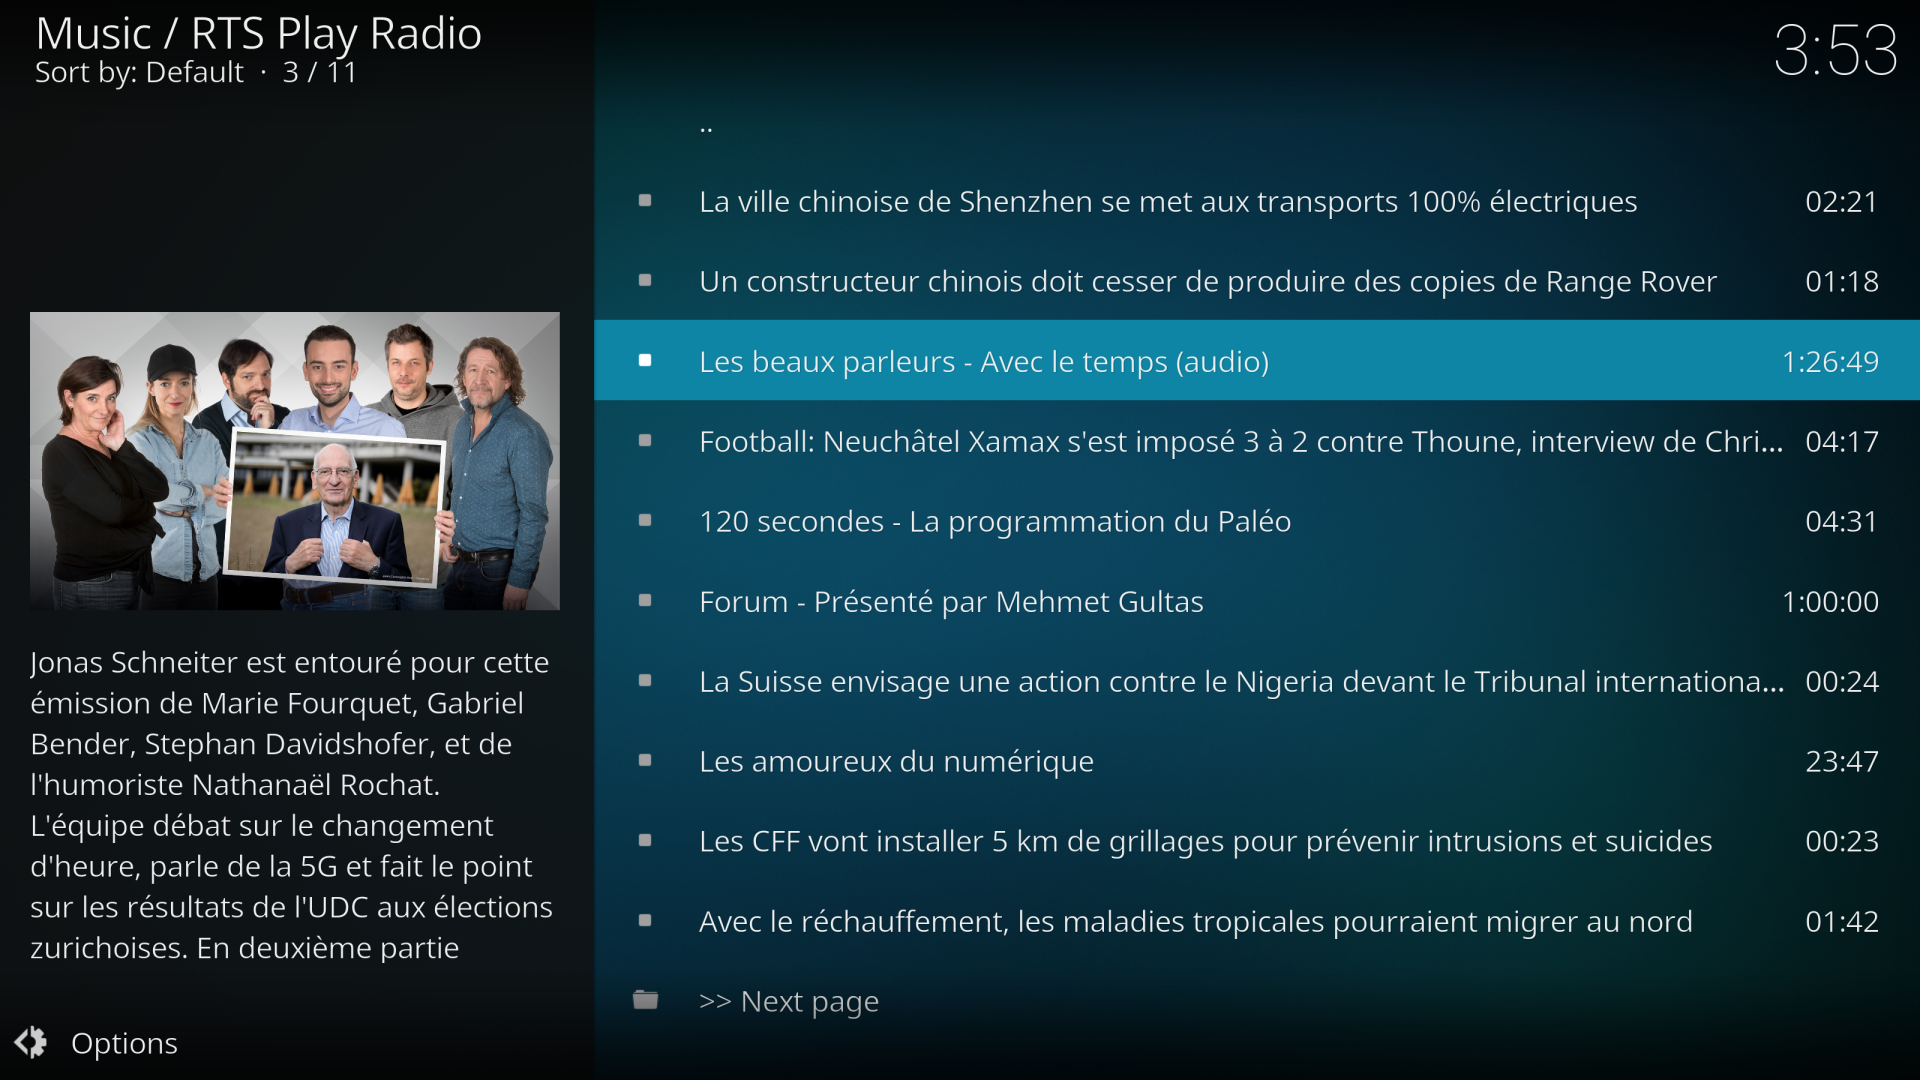 Music / RTS Play Radio
Sort by: Default · 3 / 11
3:53
..
La ville chinoise de Shenzhen se met aux transports 100% électriques 02:21
Un constructeur chinois doit cesser de produire des copies de Range Rover 01:18
Les beaux parleurs - Avec le temps (audio) 1:26:49
Football: Neuchâtel Xamax s'est imposé 3 à 2 contre Thoune, interview de Chri... 04:17
120 secondes - La programmation du Paléo 04:31
Forum - Présenté par Mehmet Gultas 1:00:00
La Suisse envisage une action contre le Nigeria devant le Tribunal internationa... 00:24
Les amoureux du numérique 23:47
Les CFF vont installer 5 km de grillages pour prévenir intrusions et suicides 00:23
Avec le réchauffement, les maladies tropicales pourraient migrer au nord 01:42
>> Next page
Jonas Schneiter est entouré pour cette
émission de Marie Fourquet, Gabriel
Bender, Stephan Davidshofer, et de
l'humoriste Nathanaël Rochat.
L'équipe débat sur le changement
d'heure, parle de la 5G et fait le point
sur les résultats de l'UDC aux élections
zurichoises. En deuxième partie
Options